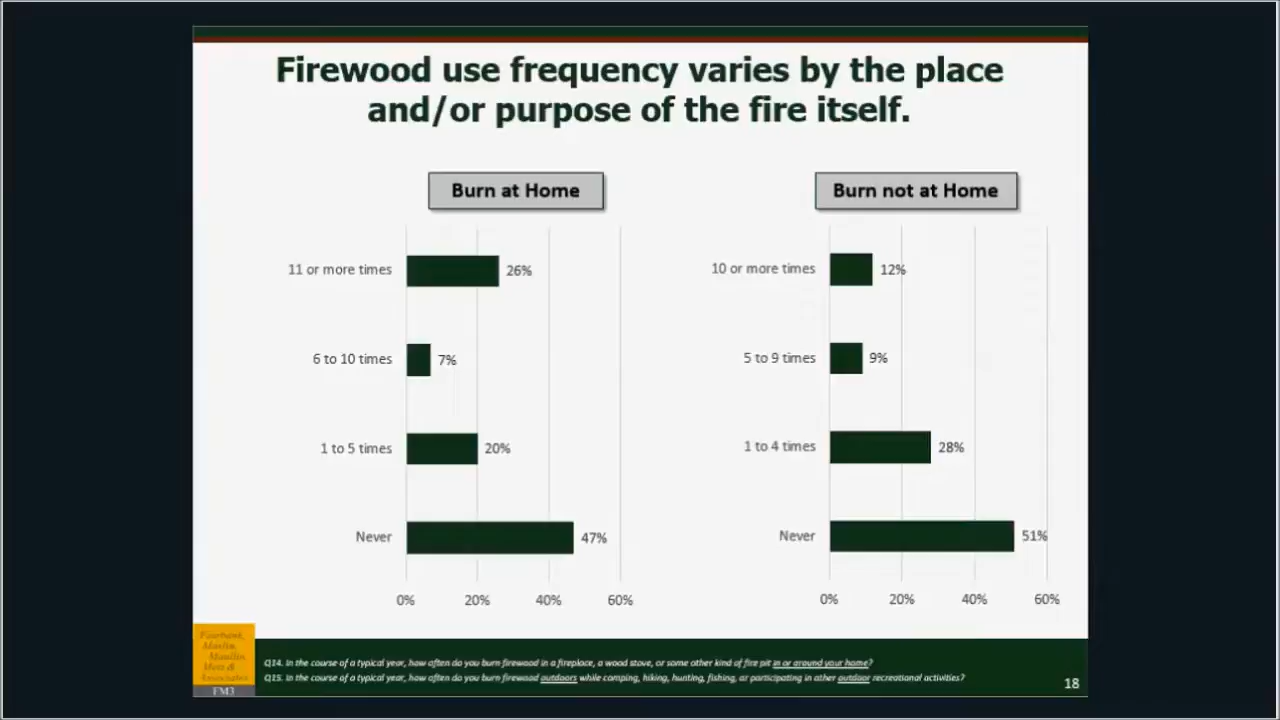 Firewood use frequency varies by the place
and/or purpose of the fire itself.
Burn at Home
11 or more times 26%
6 to 10 times 7%
1 to 5 times 20%
Never 47%
0% 20% 40% 60%
Burn not at Home
10 or more times 12%
5 to 9 times 9%
1 to 4 times 28%
Never 51%
0% 20% 40% 60%
Fairbank,
Maslin,
Maullin,
Metz &
Associates
FM3
Q14. In the course of a typical year, how often do you burn firewood in a fireplace, a wood stove, or some other kind of fire pit in or around your home?
Q15. In the course of a typical year, how often do you burn firewood outdoors while camping, hiking, hunting, fishing, or participating in other outdoor recreational activities?
18